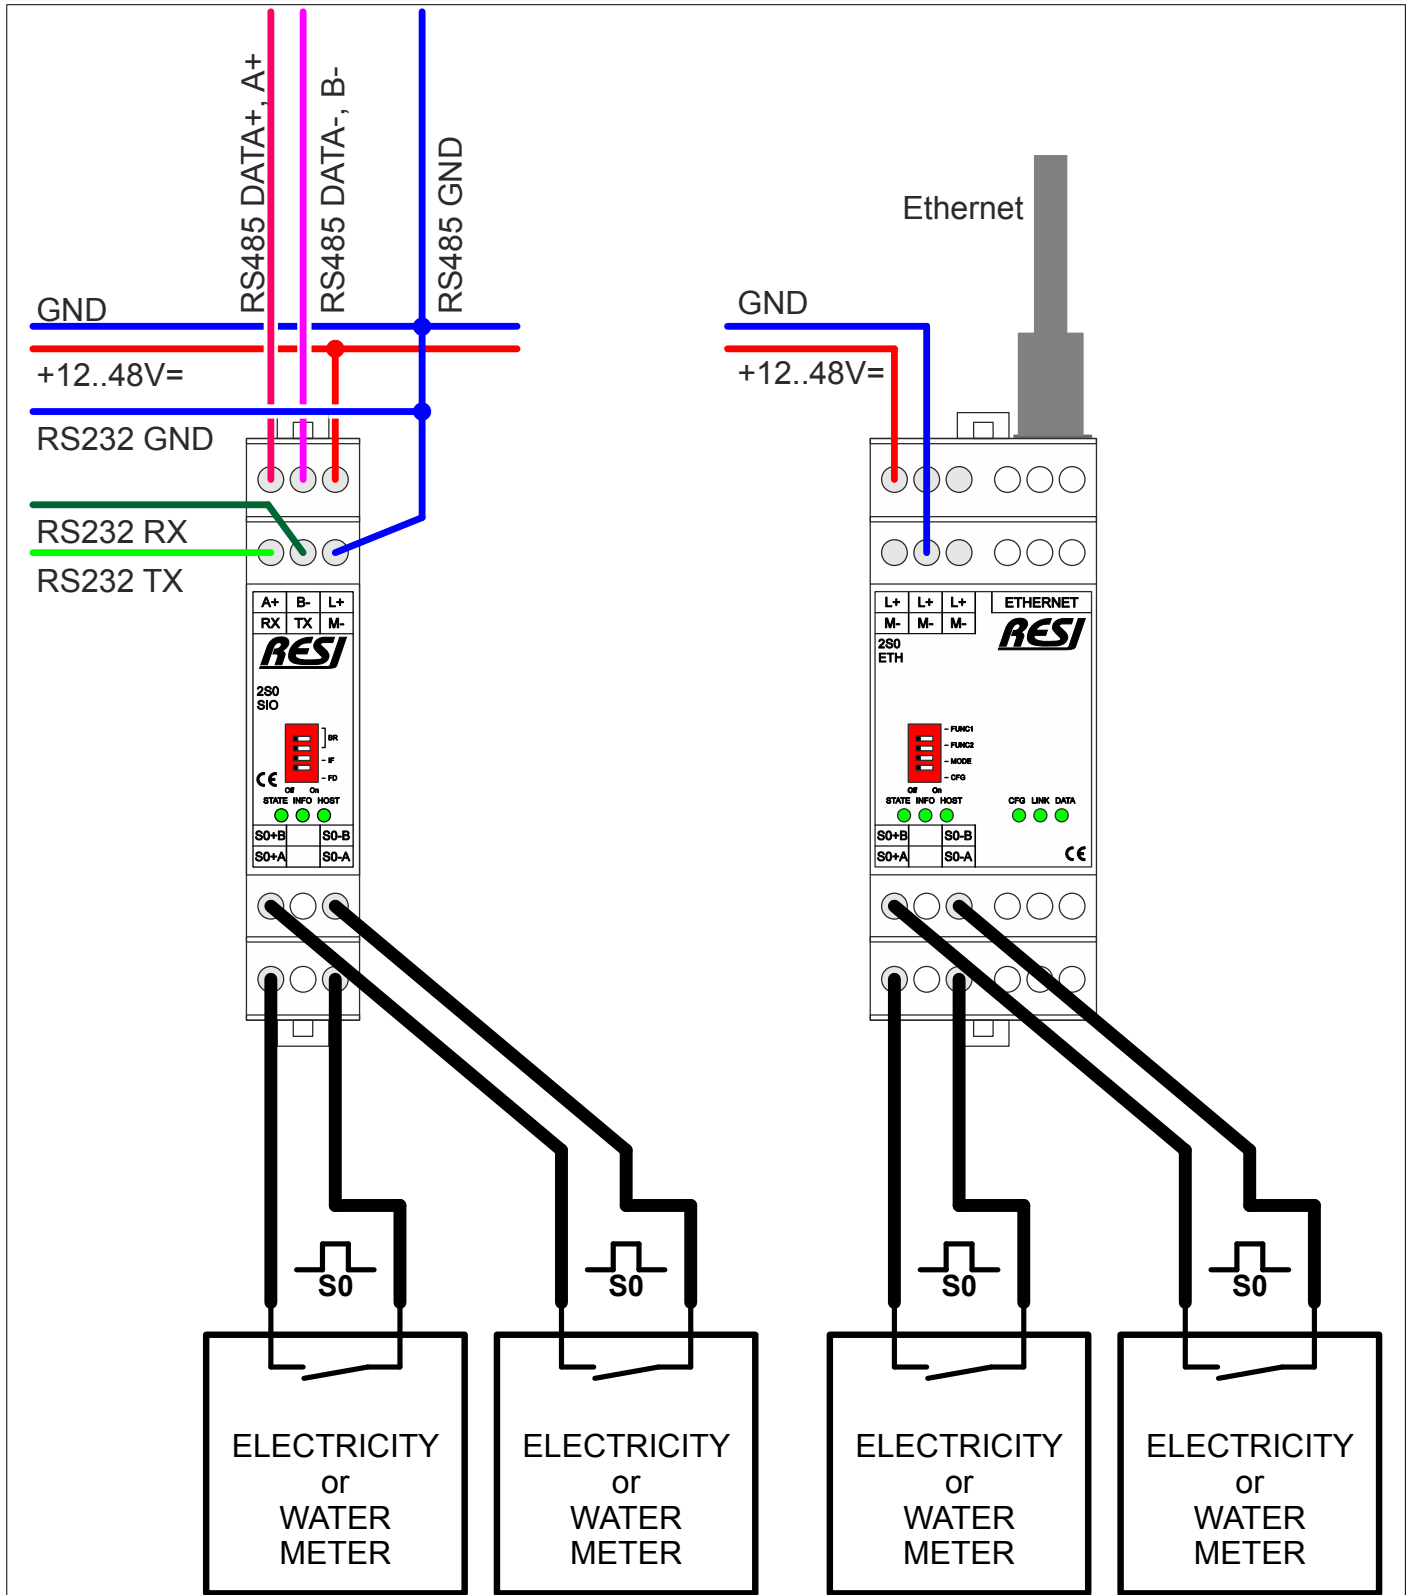 RS485 DATA+, A+
RS485 DATA-, B-
RS485 GND
GND
+12..48V=
RS232 GND
RS232 RX
RS232 TX
A+ B- L+
RX TX M-
RESI
2S0
SIO
BR
IF
FD
Off On
CE
STATE INFO HOST
S0+B S0-B
S0+A S0-A
S0
S0
ELECTRICITY
or
WATER
METER
ELECTRICITY
or
WATER
METER
Ethernet
GND
+12..48V=
L+ L+ L+ ETHERNET
M- M- M-
RESI
2S0
ETH
FUNC1
FUNC2
MODE
CFG
Off On
STATE INFO HOST
CFG LINK DATA
S0+B S0-B
S0+A S0-A
CE
S0
S0
ELECTRICITY
or
WATER
METER
ELECTRICITY
or
WATER
METER